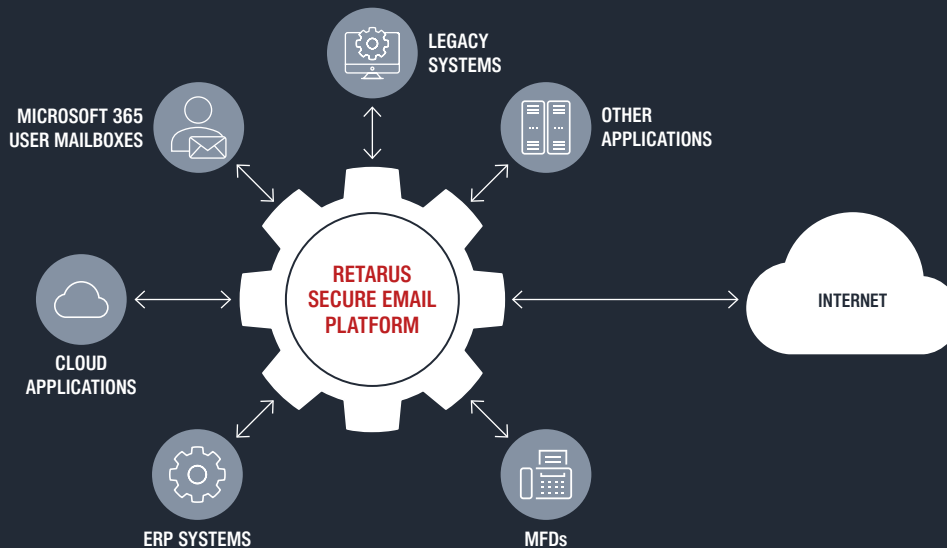 LEGACY
SYSTEMS
MICROSOFT 365
USER MAILBOXES
OTHER
APPLICATIONS
RETARUS
SECURE EMAIL
PLATFORM
INTERNET
CLOUD
APPLICATIONS
ERP SYSTEMS
MFDs